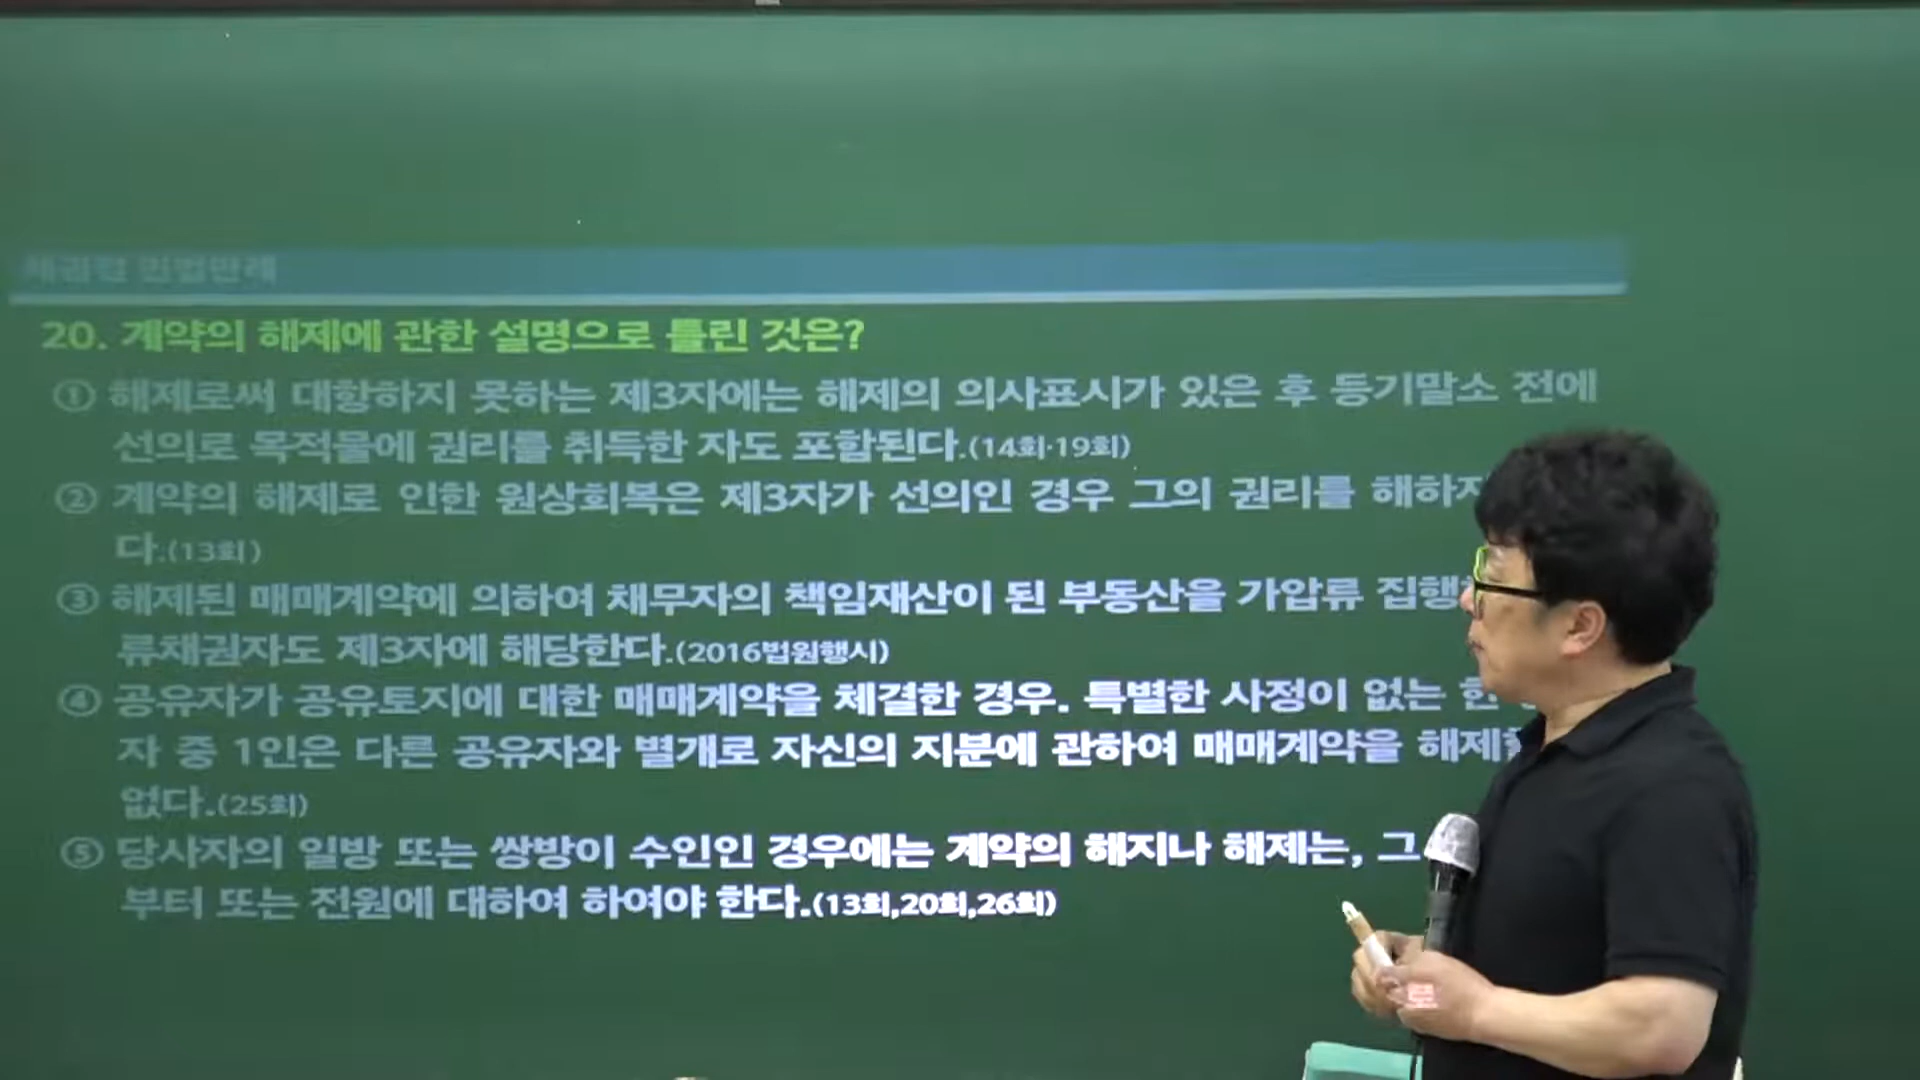 채권편 민법판례
20. 계약의 해제에 관한 설명으로 틀린 것은?
① 해제로써 대항하지 못하는 제3자에는 해제의 의사표시가 있은 후 등기말소 전에
선의로 목적물에 권리를 취득한 자도 포함된다.(14회·19회)
② 계약의 해제로 인한 원상회복은 제3자가 선의인 경우 그의 권리를 해하지
다.(13회)
③ 해제된 매매계약에 의하여 채무자의 책임재산이 된 부동산을 가압류 집행
류채권자도 제3자에 해당한다.(2016법원행시)
④ 공유자가 공유토지에 대한 매매계약을 체결한 경우. 특별한 사정이 없는 한
자 중 1인은 다른 공유자와 별개로 자신의 지분에 관하여 매매계약을 해제할
없다.(25회)
⑤ 당사자의 일방 또는 쌍방이 수인인 경우에는 계약의 해지나 해제는, 그
부터 또는 전원에 대하여 하여야 한다.(13회,20회,26회)